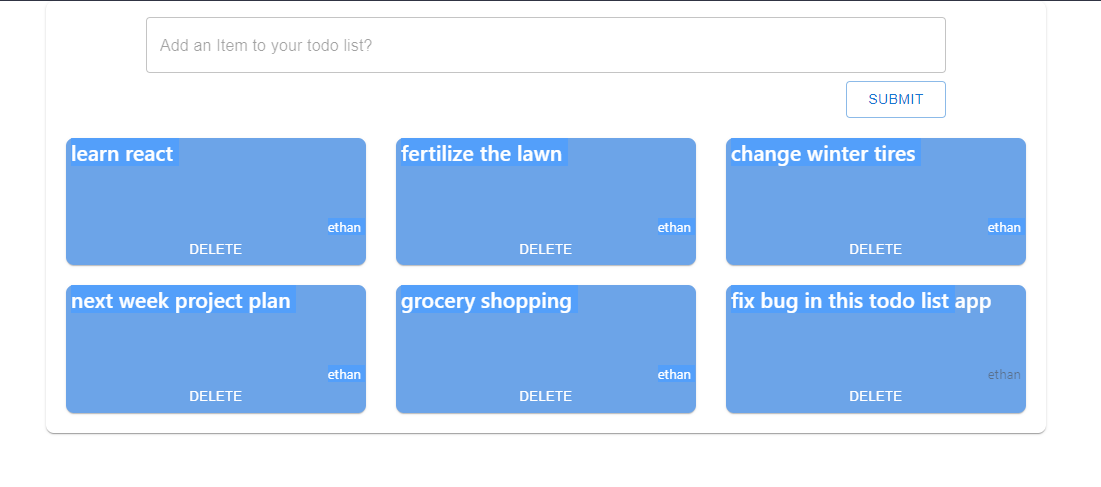 Add an Item to your todo list?
SUBMIT
learn react
ethan
DELETE
fertilize the lawn
ethan
DELETE
change winter tires
ethan
DELETE
next week project plan
ethan
DELETE
grocery shopping
ethan
DELETE
fix bug in this todo list app
ethan
DELETE